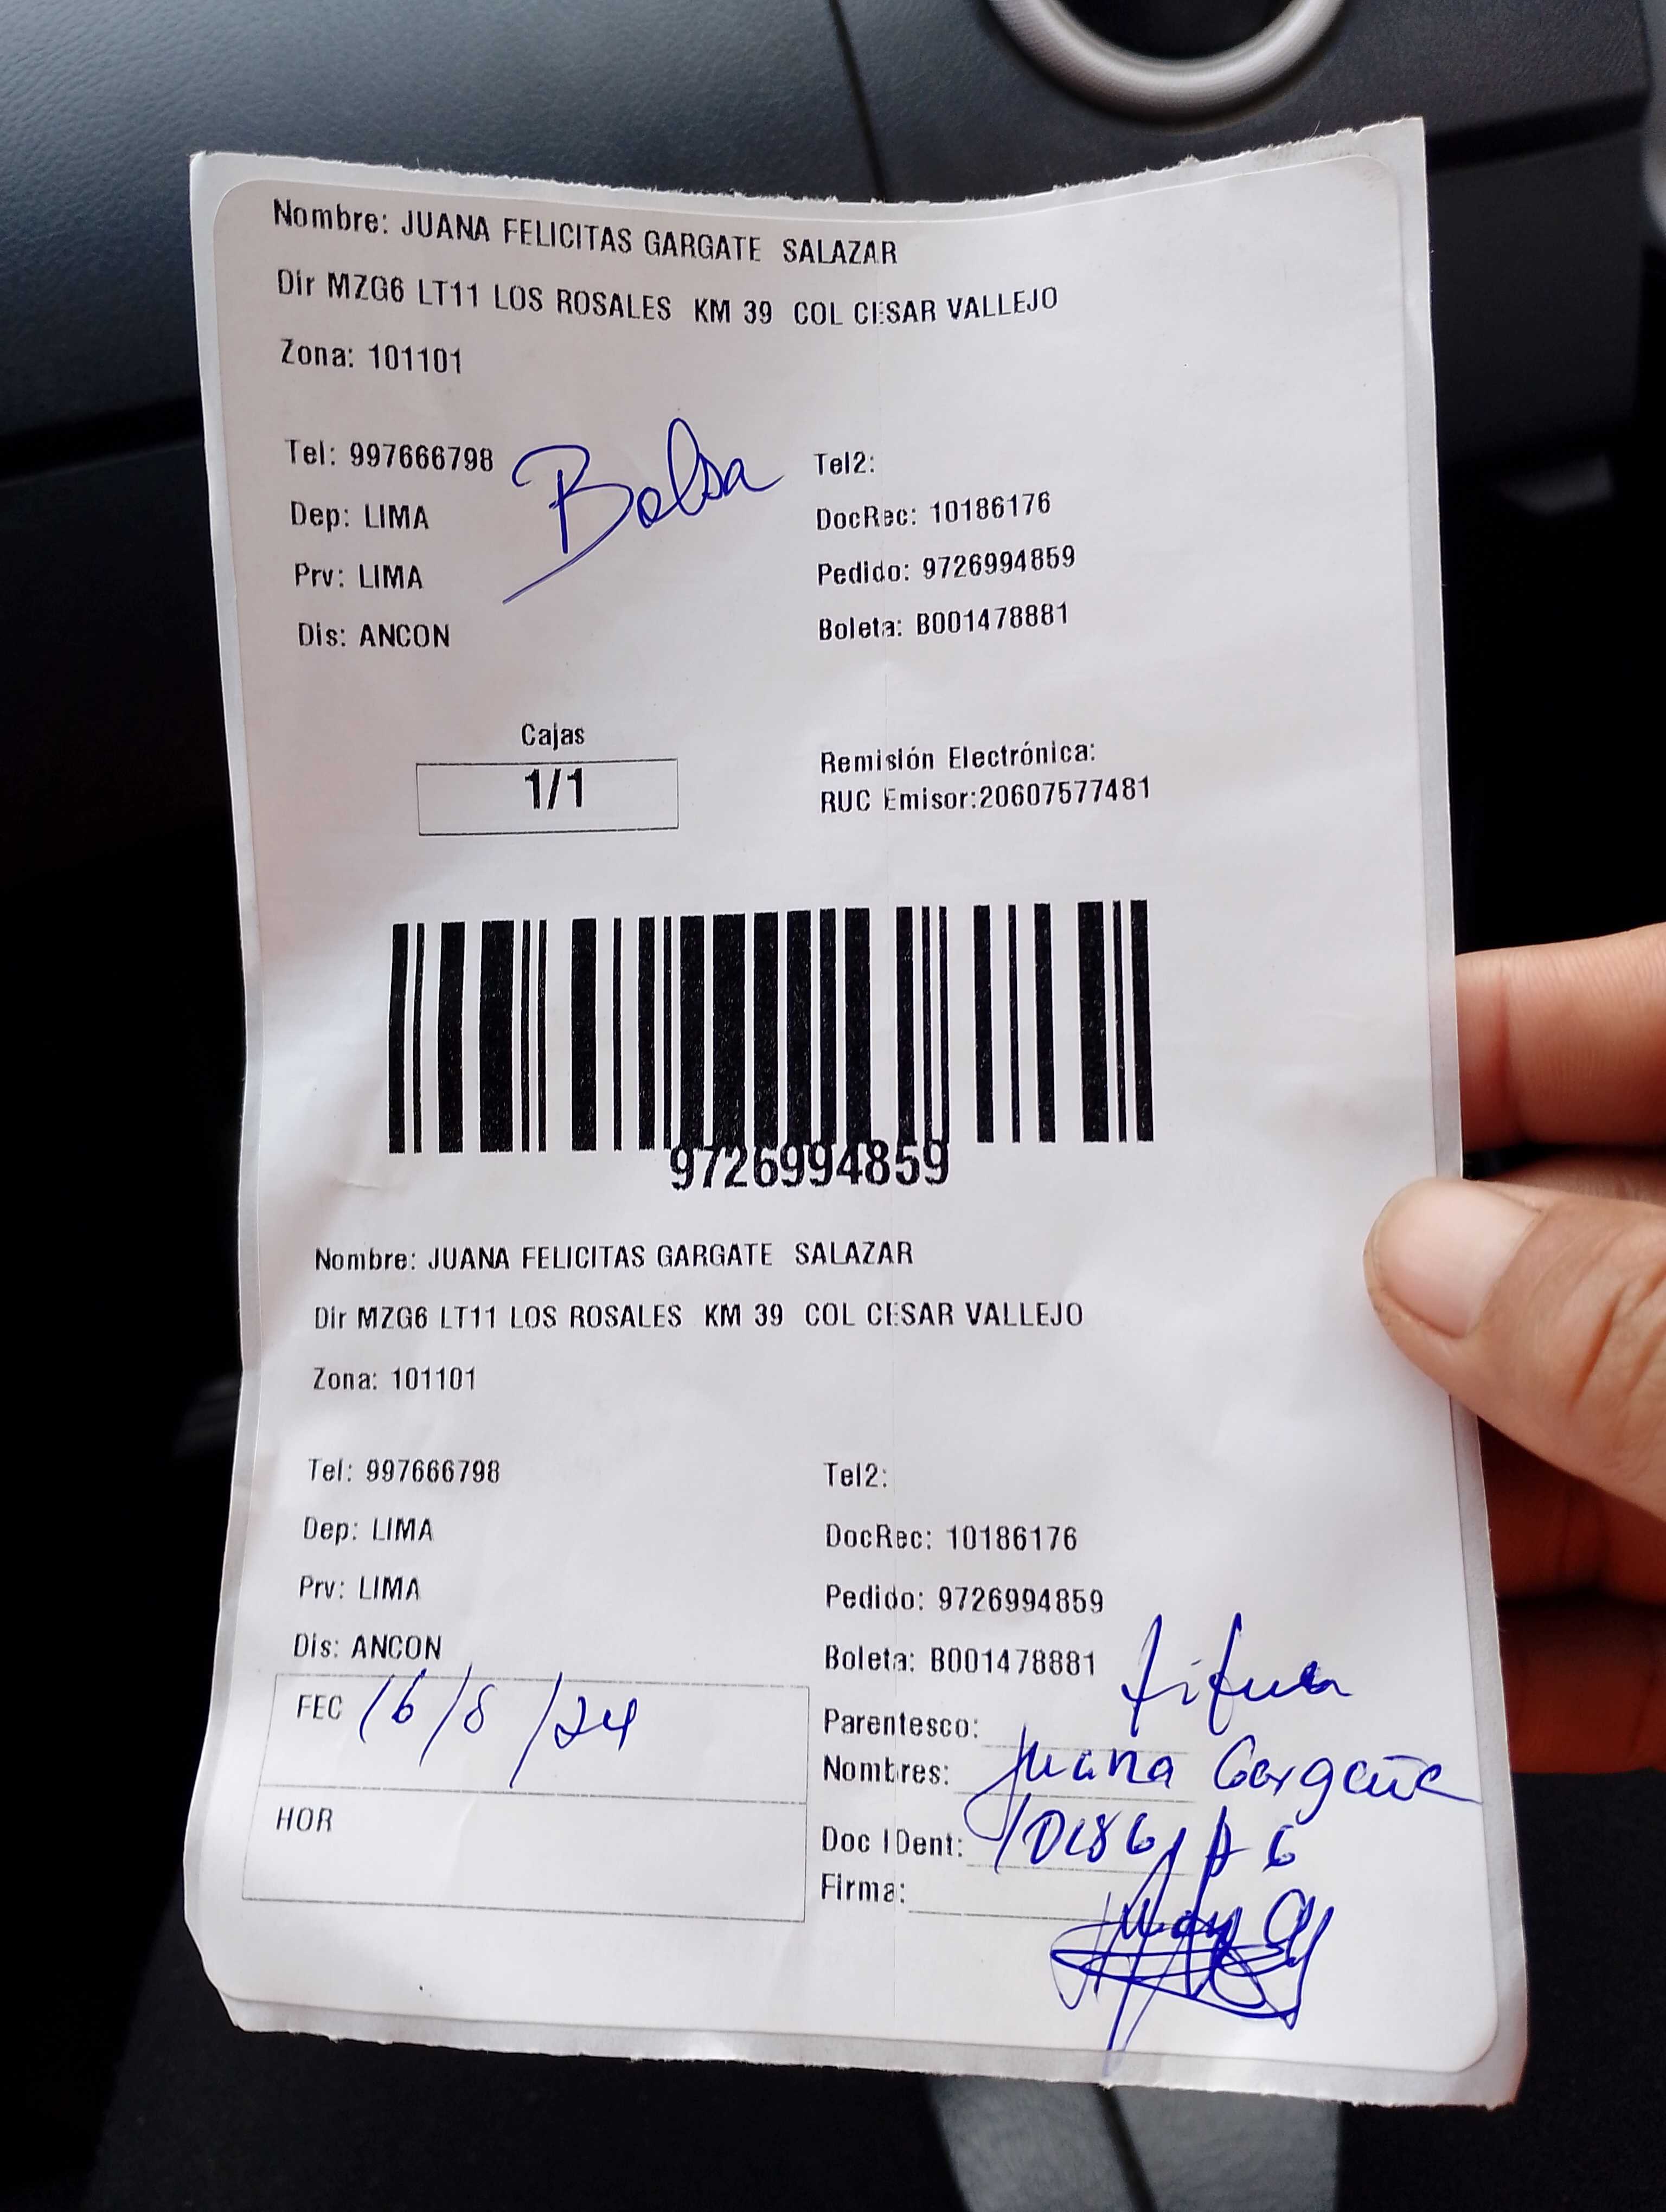 Nombre: JUANA FELICITAS GARGATE SALAZAR
Dir MZG6 LT11 LOS ROSALES KM 39 COL CESAR VALLEJO
Zona: 101101
Tel: 997666798 Bolsa Tel2:
Dep: LIMA DocRec: 10186176
Prv: LIMA Pedido: 9726994859
Dis: ANCON Boleta: B001478881
Cajas
1/1
Remisión Electrónica:
RUC Emisor:20607577481
9726994859
Nombre: JUANA FELICITAS GARGATE SALAZAR
Dir MZG6 LT11 LOS ROSALES KM 39 COL CESAR VALLEJO
Zona: 101101
Tel: 997666798 Tel2:
Dep: LIMA DocRec: 10186176
Prv: LIMA Pedido: 9726994859
Dis: ANCON Boleta: B001478881
FEC 16/8/24
HOR
Parentesco:
Nombres: Juana
Doc IDent:
Firma: